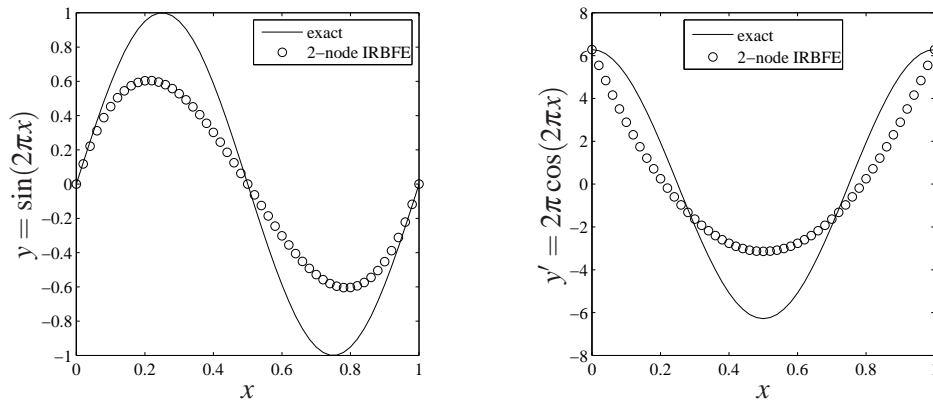 y = sin(2πx)
1
0.8
0.6
0.4
0.2
0
−0.2
−0.4
−0.6
−0.8
−1
exact
2−node IRBFE
0 0.2 0.4 0.6 0.8 1
x
y′ = 2π cos(2πx)
8
6
4
2
0
−2
−4
−6
−8
exact
2−node IRBFE
0 0.2 0.4 0.6 0.8 1
x